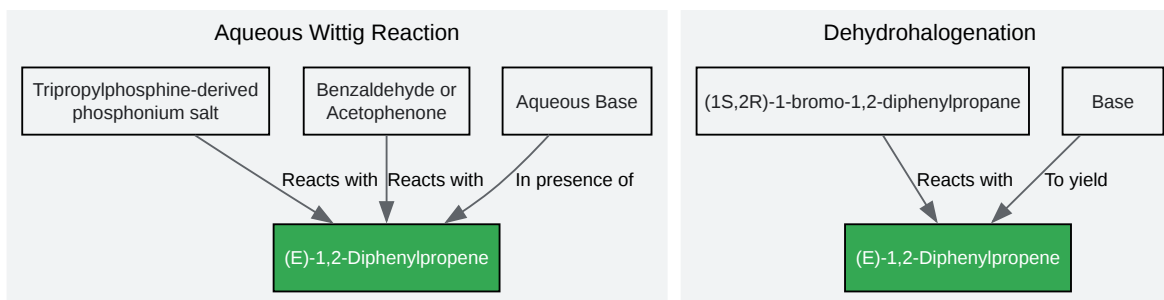 Aqueous Wittig Reaction
Tripropylphosphine-derived
phosphonium salt
Benzaldehyde or
Acetophenone
Aqueous Base
Reacts with
Reacts with
In presence of
(E)-1,2-Diphenylpropene
Dehydrohalogenation
(1S,2R)-1-bromo-1,2-diphenylpropane
Base
Reacts with
To yield
(E)-1,2-Diphenylpropene